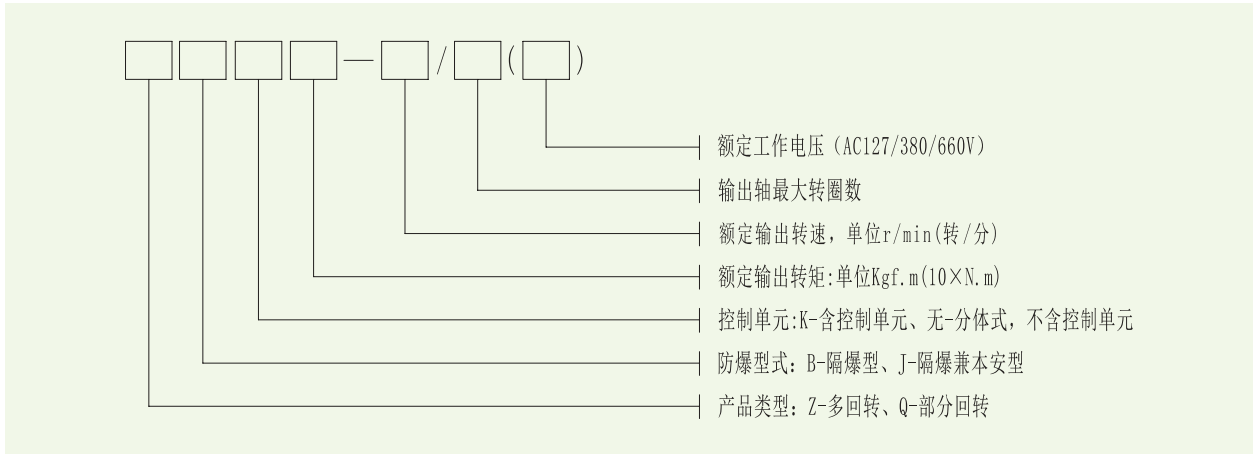 — / ( )
额定工作电压（AC127/380/660V）
输出轴最大转圈数
额定输出转速，单位r/min(转/分)
额定输出转矩:单位Kgf.m(10×N.m)
控制单元:K-含控制单元、无-分体式，不含控制单元
防爆型式：B-隔爆型、J-隔爆兼本安型
产品类型：Z-多回转、Q-部分回转